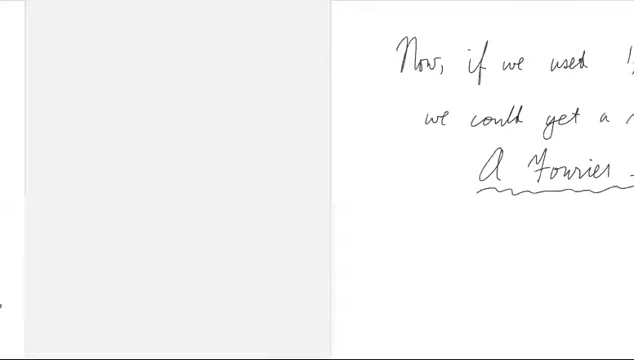 Now, if we used
we could get a
A Fourier